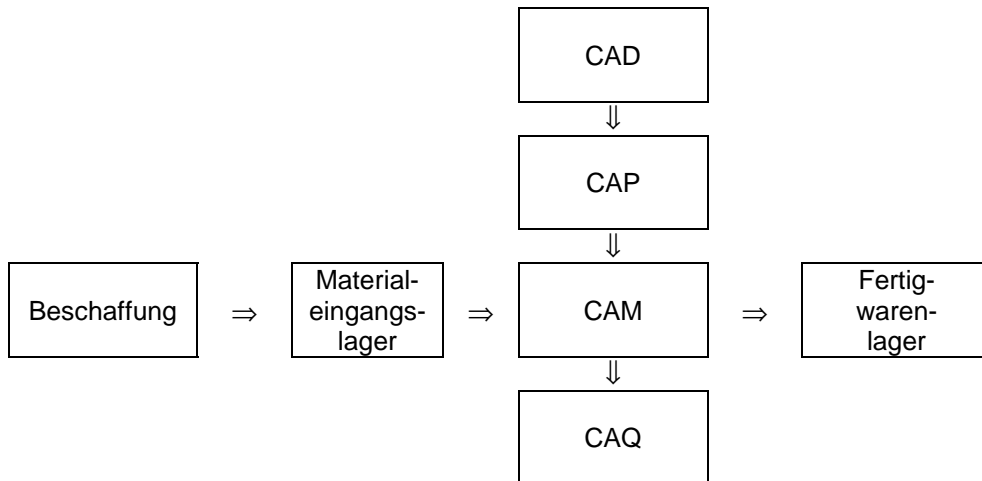 CAD
⇓
CAP
⇓
Beschaffung ⇒ Material-
eingangs-
lager ⇒ CAM ⇒ Fertig-
waren-
lager
⇓
CAQ